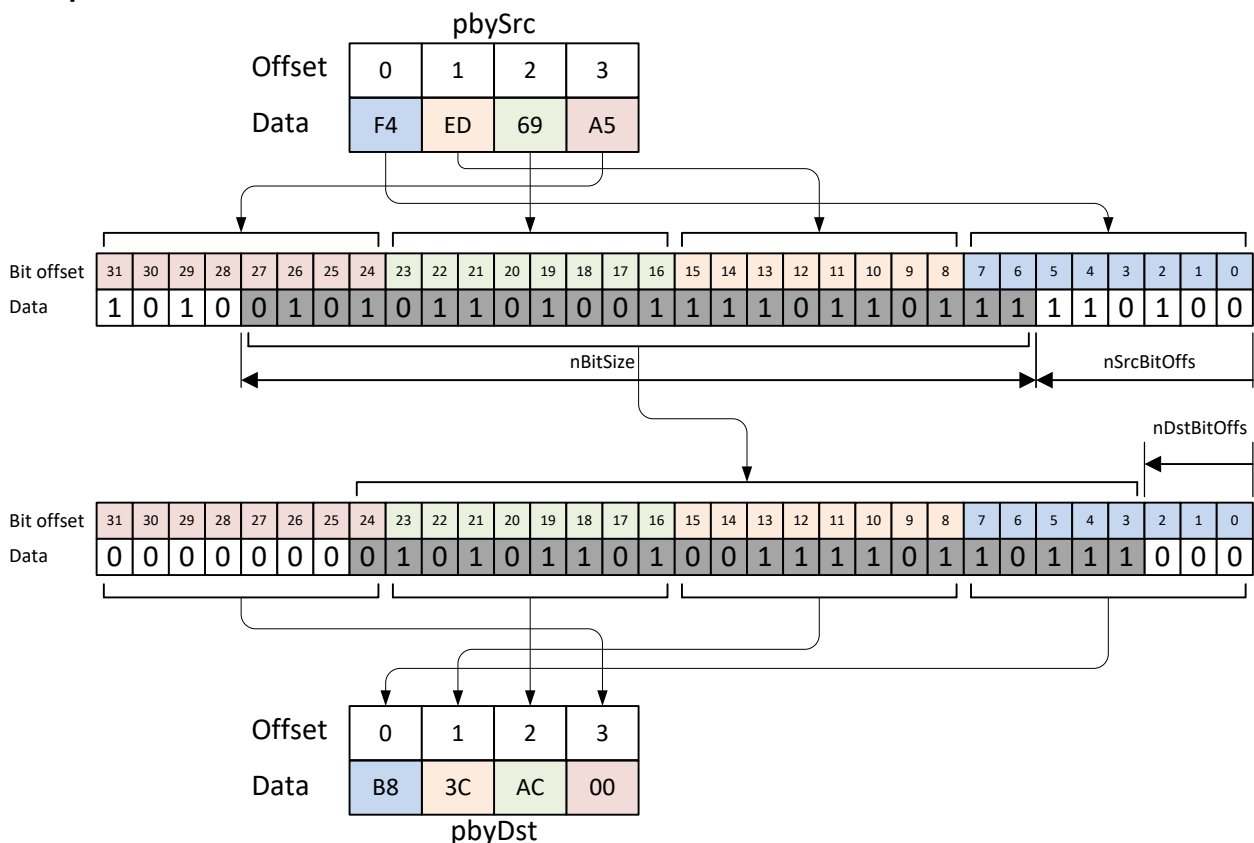 pbySrc
Offset 0 1 2 3
Data F4 ED 69 A5
Bit offset 31 30 29 28 27 26 25 24 23 22 21 20 19 18 17 16 15 14 13 12 11 10 9 8 7 6 5 4 3 2 1 0
Data 1 0 1 0 0 1 0 1 0 1 1 0 1 0 0 1 1 1 1 0 1 1 0 1 1 1 1 1 0 1 0 0
nBitSize nSrcBitOffs
nDstBitOffs
Bit offset 31 30 29 28 27 26 25 24 23 22 21 20 19 18 17 16 15 14 13 12 11 10 9 8 7 6 5 4 3 2 1 0
Data 0 0 0 0 0 0 0 0 1 0 1 0 1 1 0 1 0 0 1 1 1 1 0 1 1 0 1 1 1 0 0 0
Offset 0 1 2 3
Data B8 3C AC 00
pbyDst